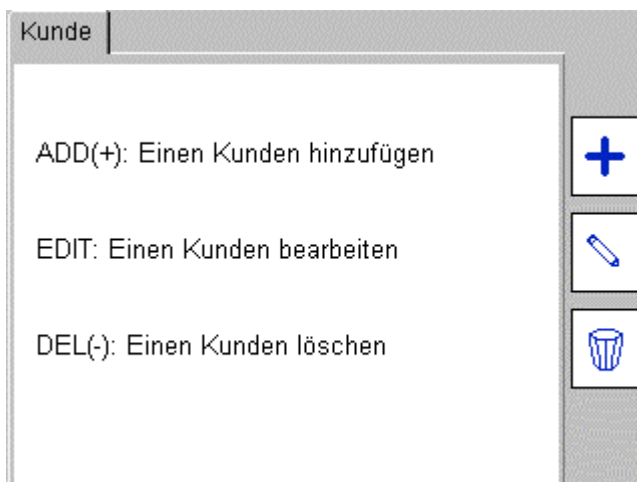 Kunde
ADD(+): Einen Kunden hinzufügen
EDIT: Einen Kunden bearbeiten
DEL(-): Einen Kunden löschen